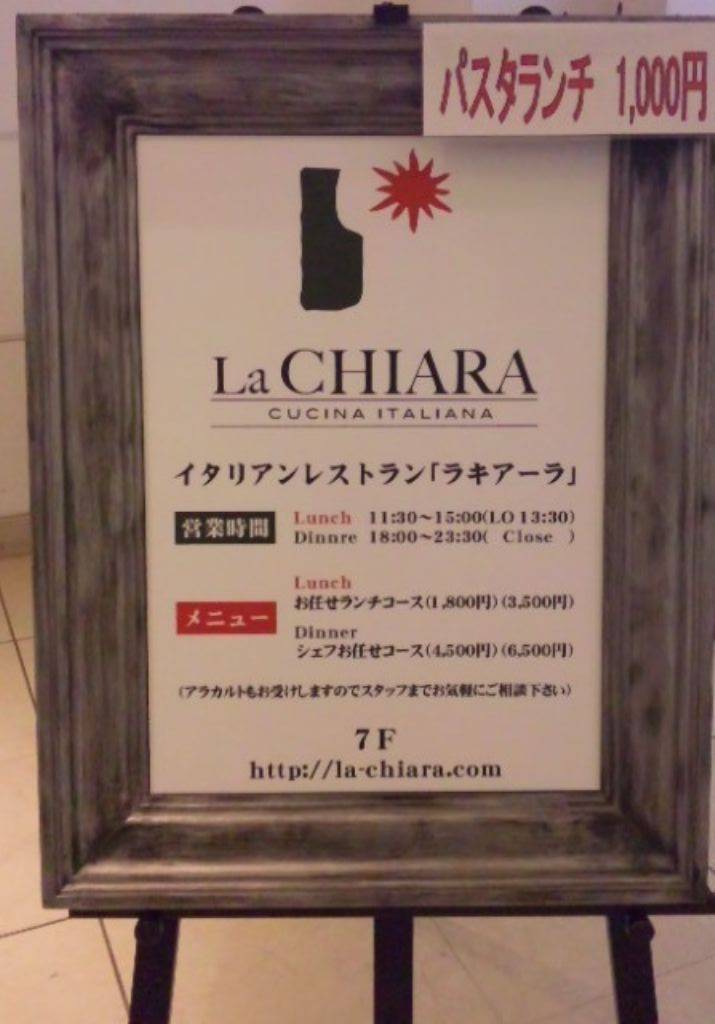 パスタランチ 1,000円
La CHIARA
CUCINA ITALIANA
イタリアンレストラン「ラキアーラ」
営業時間
Lunch 11:30～15:00(LO 13:30)
Dinnre 18:00～23:30( Close )
メニュー
Lunch
お任せランチコース(1,800円)(3,500円)
Dinner
シェフお任せコース(4,500円)(6,500円)
(アラカルトもお受けしますのでスタッフまでお気軽にご相談下さい)
7F
http://la-chiara.com